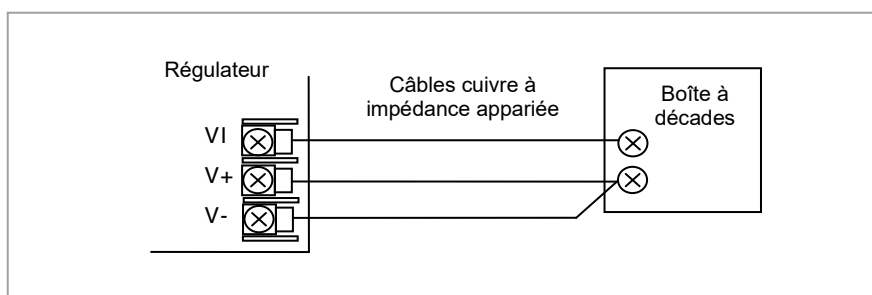 Régulateur
Câbles cuivre à
impédance appariée
Boîte à
décades
VI
V+
V-